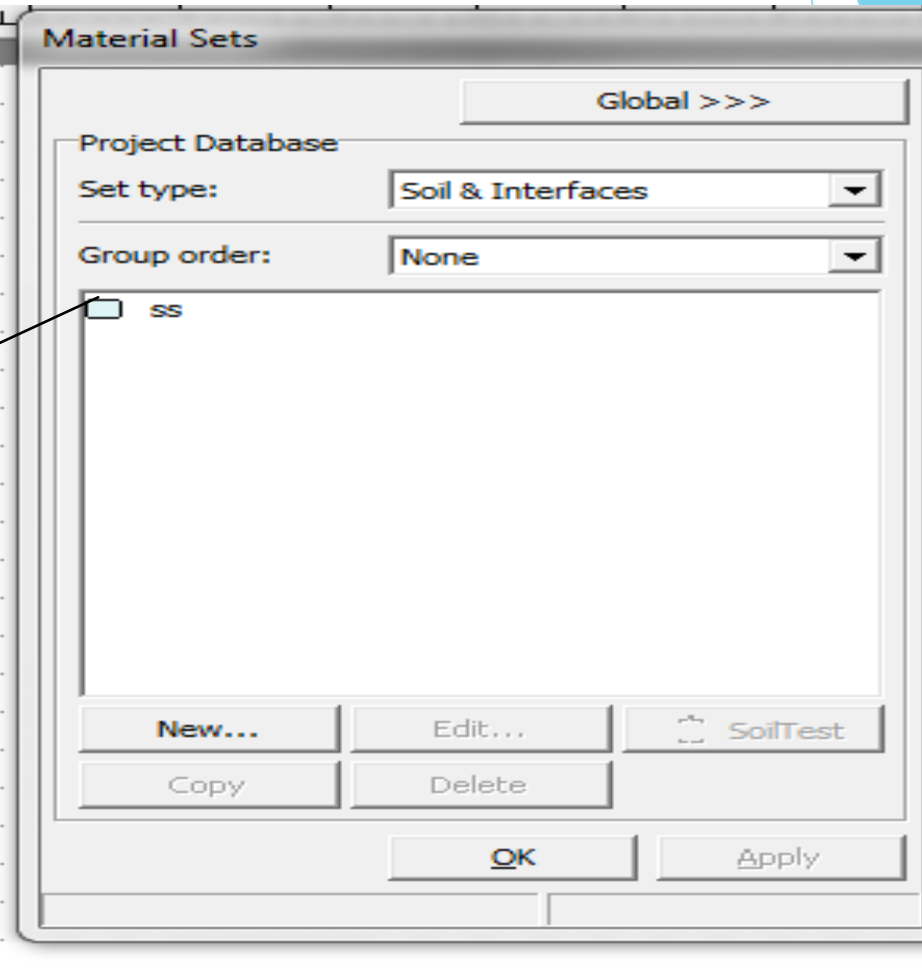 Material Sets
Global >>>
Project Database
Set type: Soil & Interfaces
Group order: None
ss
New... Edit... SoilTest
Copy Delete
OK Apply